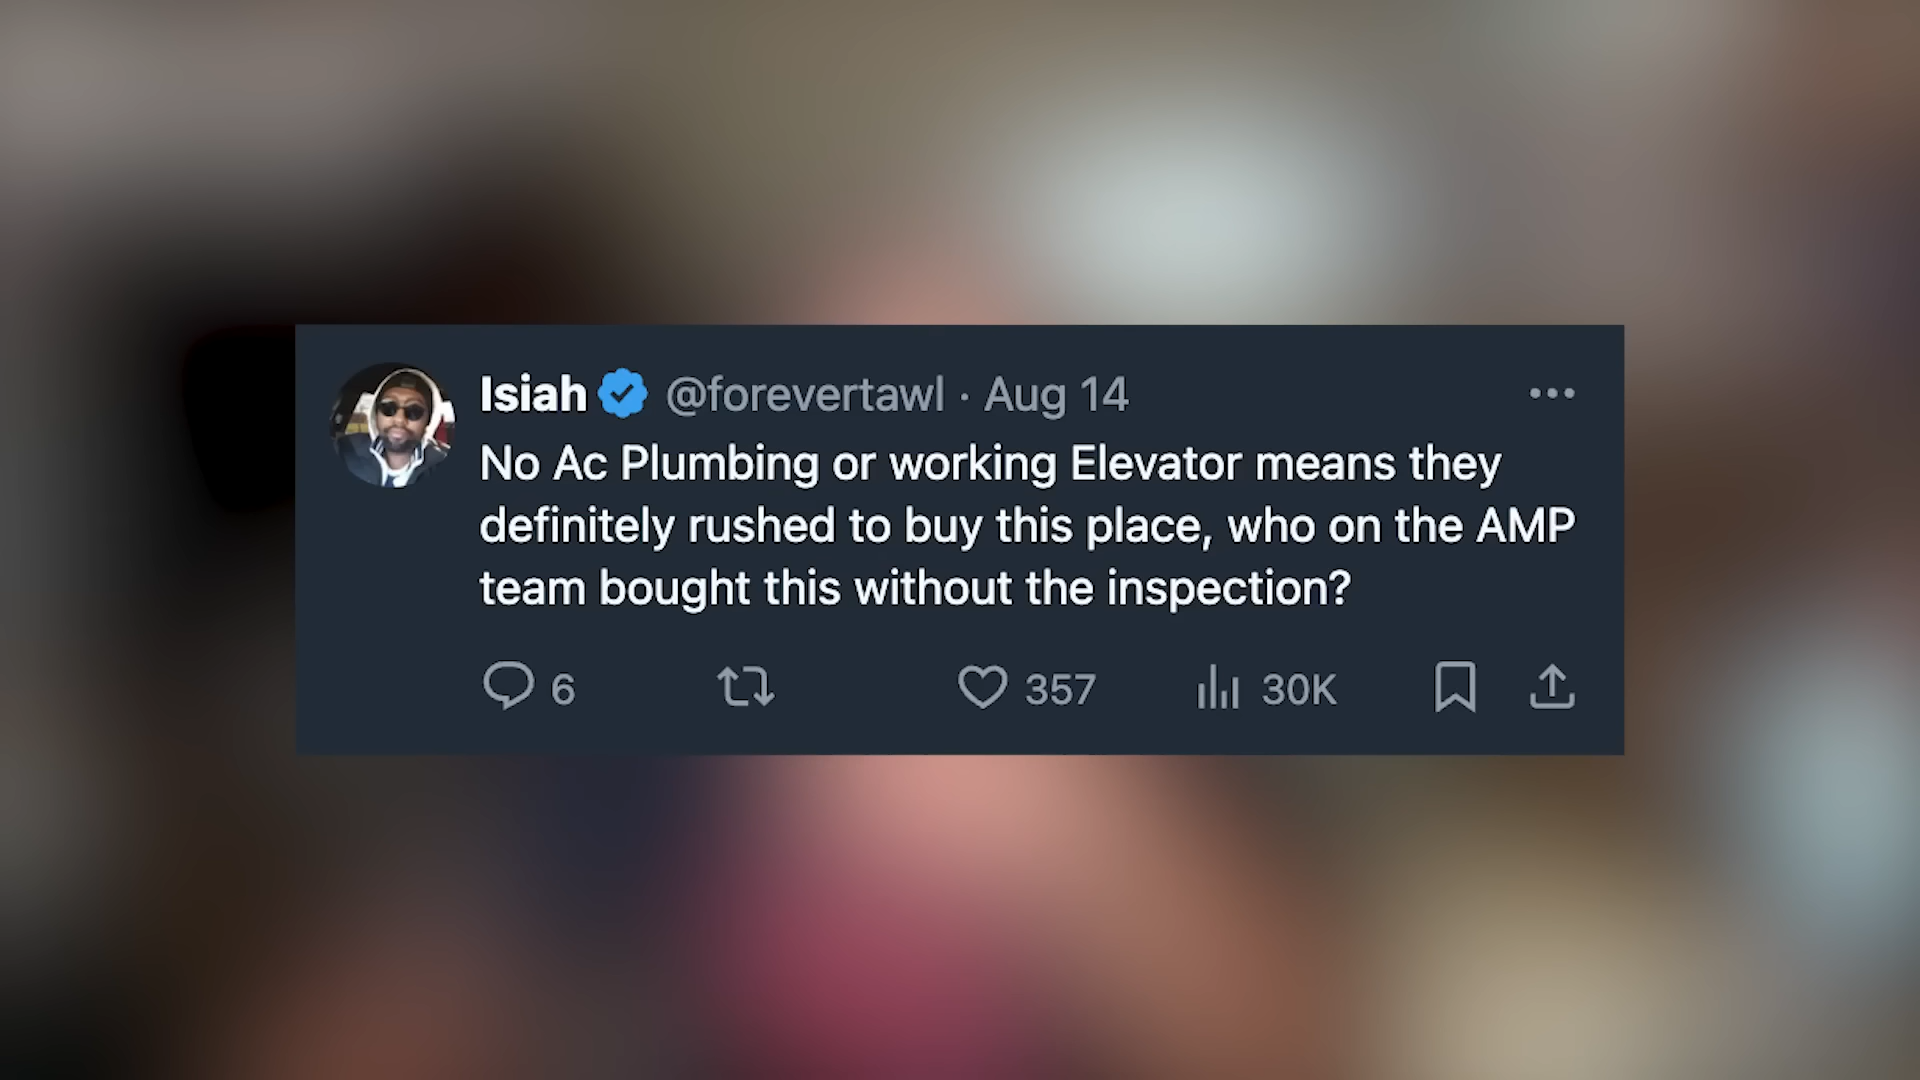 Isiah @forevertawl · Aug 14
No Ac Plumbing or working Elevator means they
definitely rushed to buy this place, who on the AMP
team bought this without the inspection?
6 357 30K